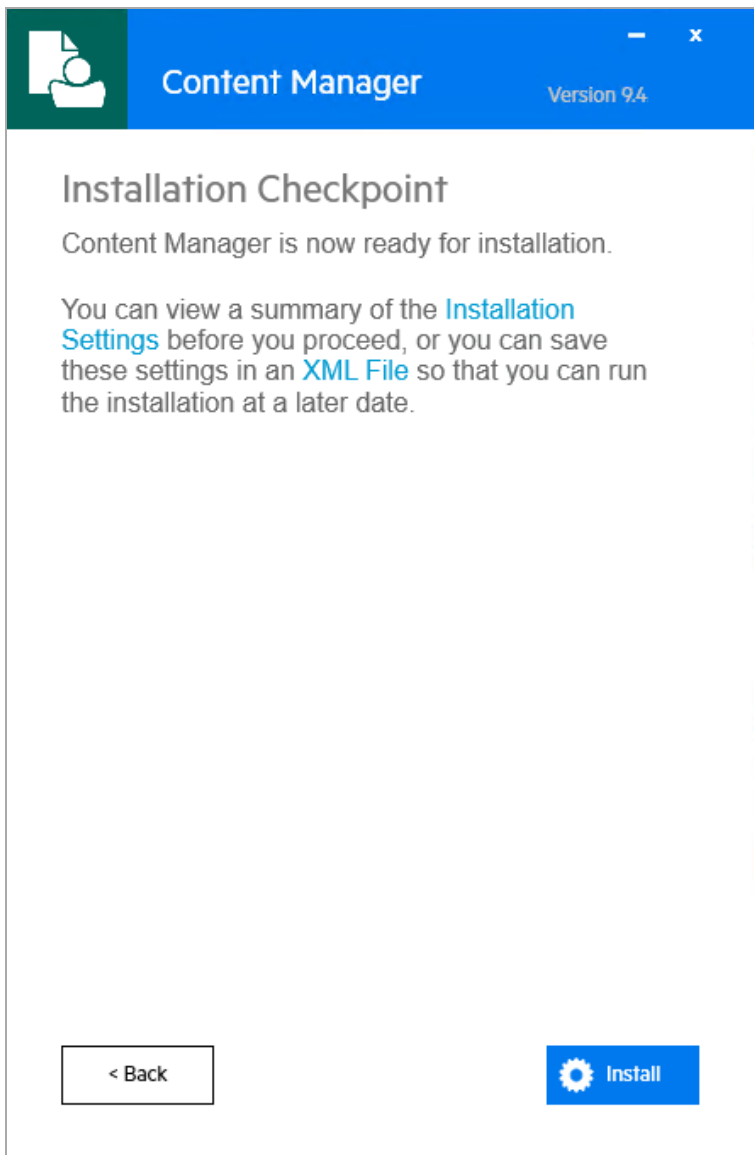 – x
Content Manager
Version 9.4
Installation Checkpoint
Content Manager is now ready for installation.
You can view a summary of the Installation
Settings before you proceed, or you can save
these settings in an XML File so that you can run
the installation at a later date.
< Back
Install